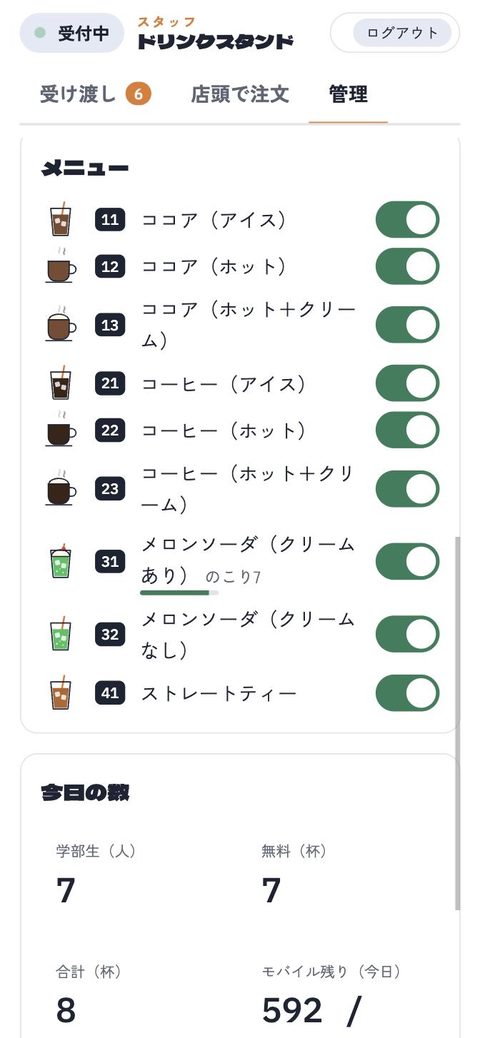 受付中
スタッフ
ドリンクスタンド
ログアウト
受け渡し 6
店頭で注文
管理
メニュー
11 ココア（アイス）
12 ココア（ホット）
13 ココア（ホット＋クリー
ム）
21 コーヒー（アイス）
22 コーヒー（ホット）
23 コーヒー（ホット＋クリ
ーム）
31 メロンソーダ（クリーム
あり） のこり7
32 メロンソーダ（クリーム
なし）
41 ストレートティー
今日の数
学部生（人） 無料（杯）
7 7
合計（杯） モバイル残り（今日）
8 592 /